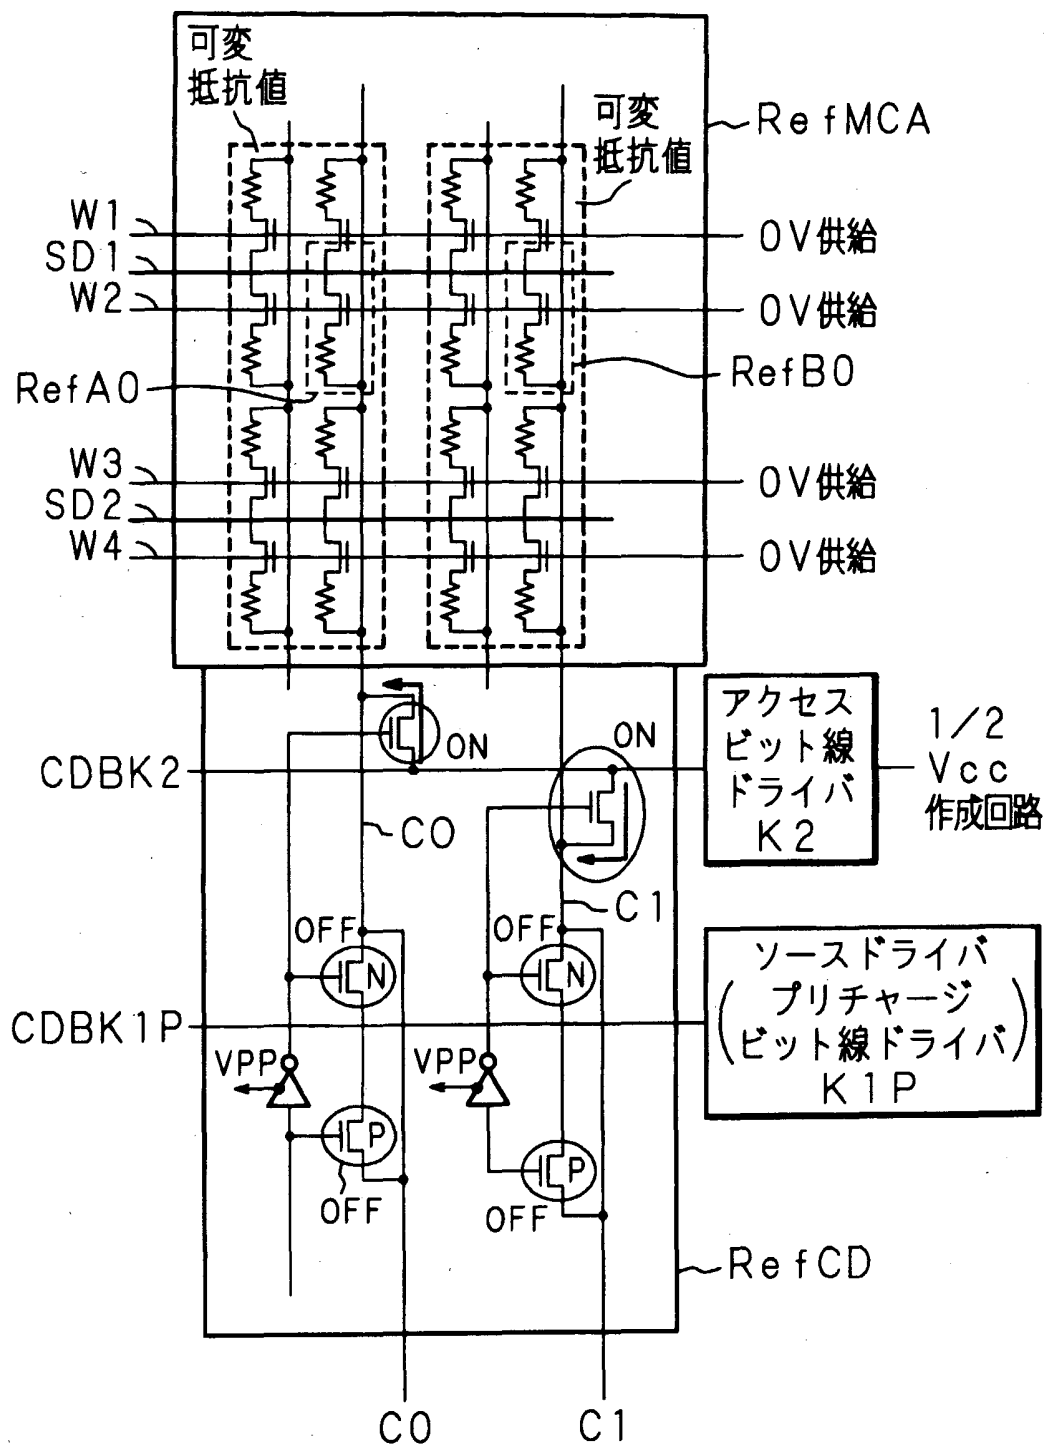 可変
抵抗値
可変
抵抗値
RefMCA
W1
0V供給
SD1
W2
0V供給
RefA0
RefB0
W3
0V供給
SD2
W4
0V供給
ON
ON
CDBK2
アクセス
ビット線
ドライバ
K2
1/2
Vcc
作成回路
C0
C1
OFF
OFF
N
N
CDBK1P
ソースドライバ
(プリチャージ
ビット線ドライバ)
K1P
VPP
VPP
P
P
OFF
OFF
RefCD
C0
C1